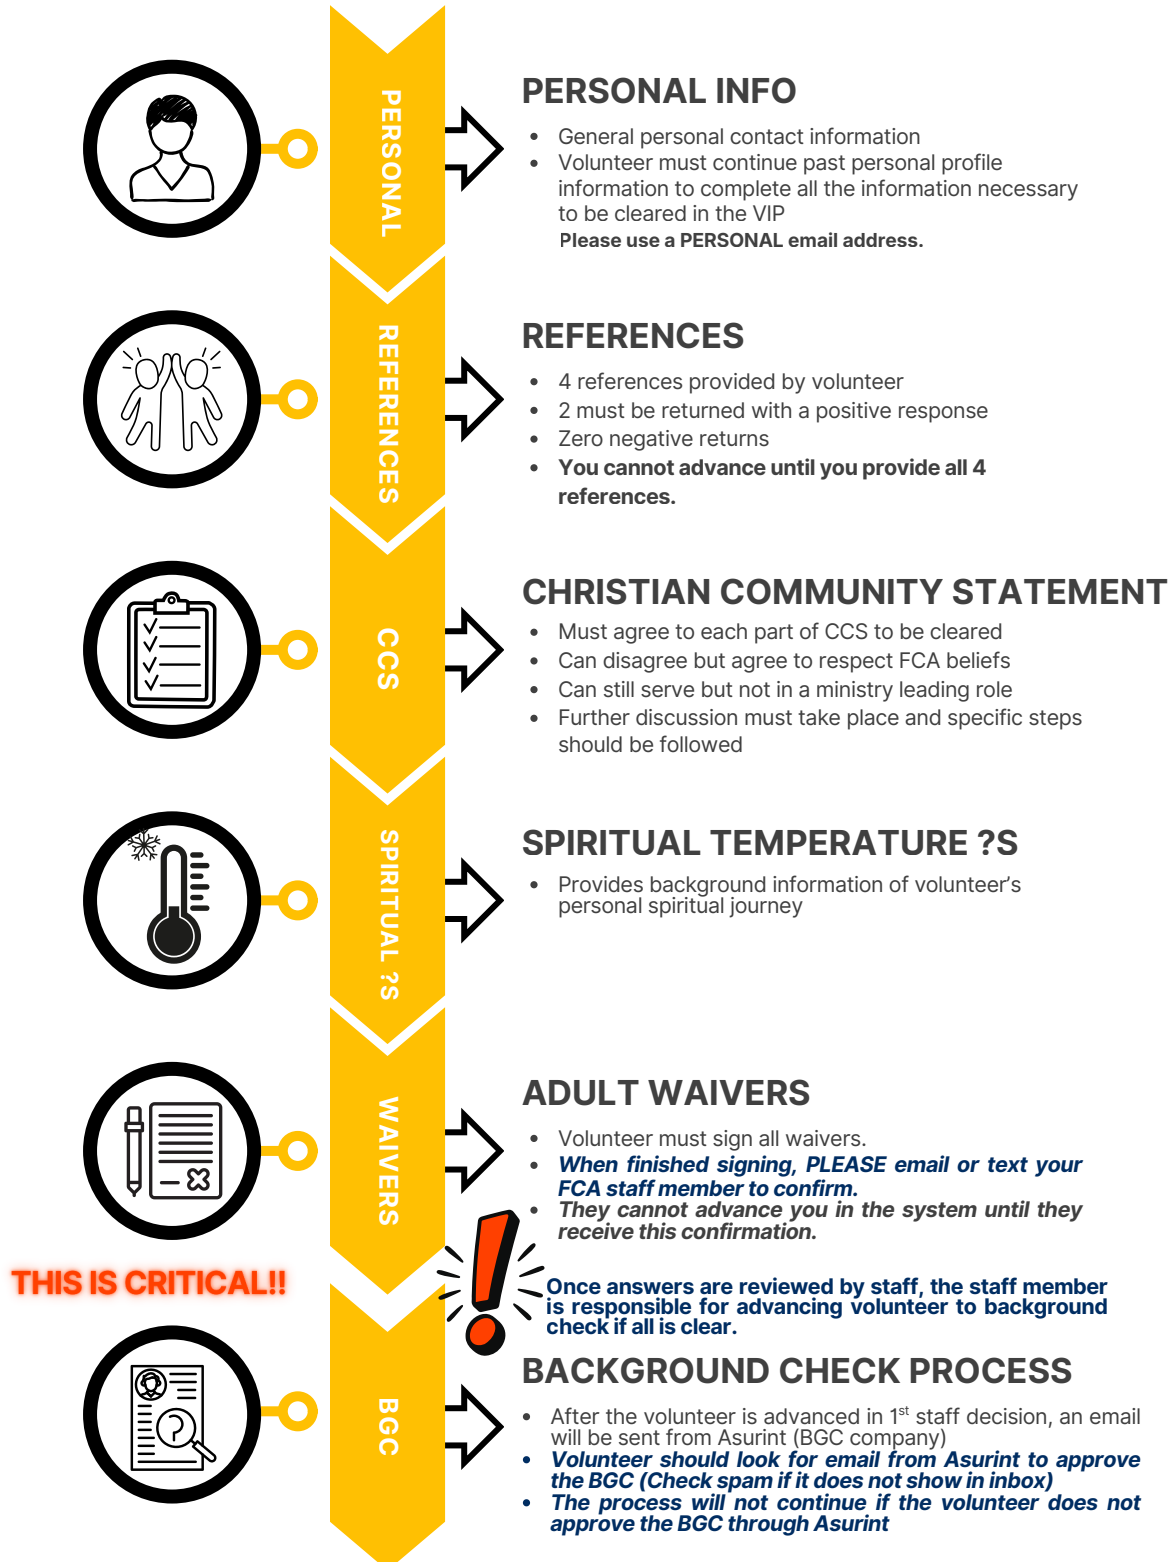 PERSONAL
PERSONAL INFO
• General personal contact information
• Volunteer must continue past personal profile
information to complete all the information necessary
to be cleared in the VIP
Please use a PERSONAL email address.
REFERENCES
REFERENCES
• 4 references provided by volunteer
• 2 must be returned with a positive response
• Zero negative returns
• You cannot advance until you provide all 4
references.
CCS
CHRISTIAN COMMUNITY STATEMENT
• Must agree to each part of CCS to be cleared
• Can disagree but agree to respect FCA beliefs
• Can still serve but not in a ministry leading role
• Further discussion must take place and specific steps
should be followed
SPIRITUAL ?S
SPIRITUAL TEMPERATURE ?S
• Provides background information of volunteer's
personal spiritual journey
WAIVERS
ADULT WAIVERS
• Volunteer must sign all waivers.
• When finished signing, PLEASE email or text your
FCA staff member to confirm.
• They cannot advance you in the system until they
receive this confirmation.
THIS IS CRITICAL!!
Once answers are reviewed by staff, the staff member
is responsible for advancing volunteer to background
check if all is clear.
BGC
BACKGROUND CHECK PROCESS
• After the volunteer is advanced in 1st staff decision, an email
will be sent from Asurint (BGC company)
• Volunteer should look for email from Asurint to approve
the BGC (Check spam if it does not show in inbox)
• The process will not continue if the volunteer does not
approve the BGC through Asurint